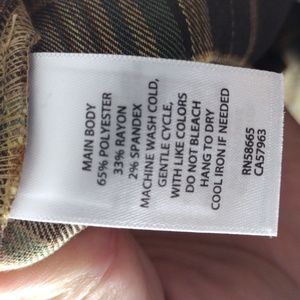 MAIN BODY
65% POLYESTER
33% RAYON
2% SPANDEX
MACHINE WASH COLD,
GENTLE CYCLE,
WITH LIKE COLORS
DO NOT BLEACH
HANG TO DRY
COOL IRON IF NEEDED
RN58665
CA57963